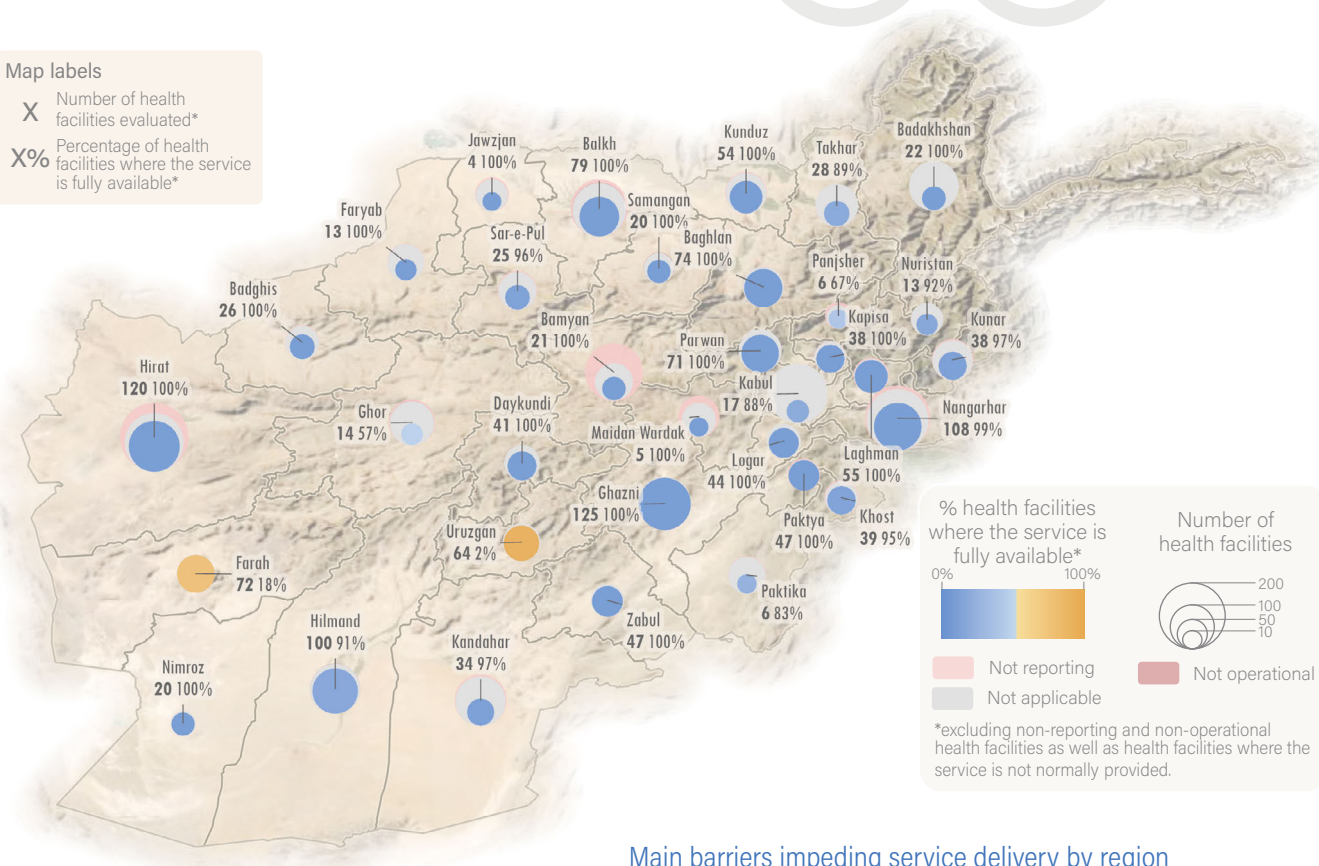 Map labels
X Number of health
facilities evaluated*
X% Percentage of health
facilities where the service
is fully available*
Jawzjan
4 100%
Balkh
79 100%
Kunduz
54 100%
Takhar
28 89%
Badakhshan
22 100%
Faryab
13 100%
Sar-e-Pul
25 96%
Samangan
20 100%
Baghlan
74 100%
Panjsher
6 67%
Nuristan
13 92%
Badghis
26 100%
Bamyan
21 100%
Parwan
71 100%
Kapisa
38 100%
Kunar
38 97%
Hirat
120 100%
Ghor
14 57%
Daykundi
41 100%
Maidan Wardak
5 100%
Kabul
17 88%
Nangarhar
108 99%
Logar
44 100%
Laghman
55 100%
Ghazni
125 100%
Paktya
47 100%
Khost
39 95%
Uruzgan
64 2%
Farah
72 18%
Paktika
6 83%
Zabul
47 100%
Hilmand
100 91%
Kandahar
34 97%
Nimroz
20 100%
% health facilities
where the service is
fully available*
0% 100%
Number of
health facilities
200
100
50
10
Not reporting
Not applicable
Not operational
*excluding non-reporting and non-operational
health facilities as well as health facilities where the
service is not normally provided.
Main barriers impeding service delivery by region